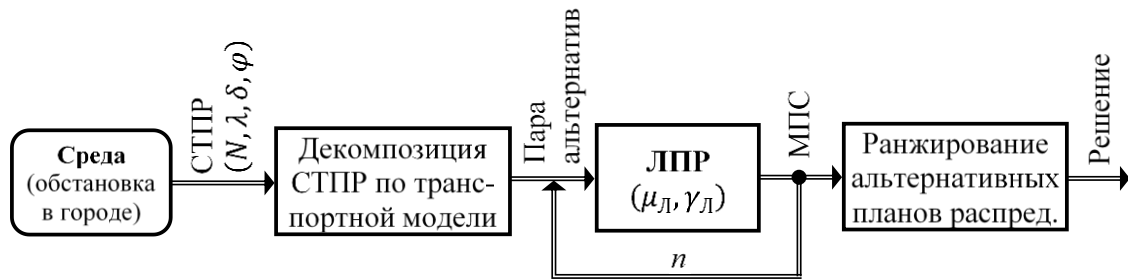 Среда
(обстановка
в городе)
СТПР
(N, λ, δ, φ)
Декомпозиция
СТПР по транс-
портной модели
Пара
альтернатив
ЛПР
(μЛ, γЛ)
n
МПС
Ранжирование
альтернативных
планов распред.
Решение